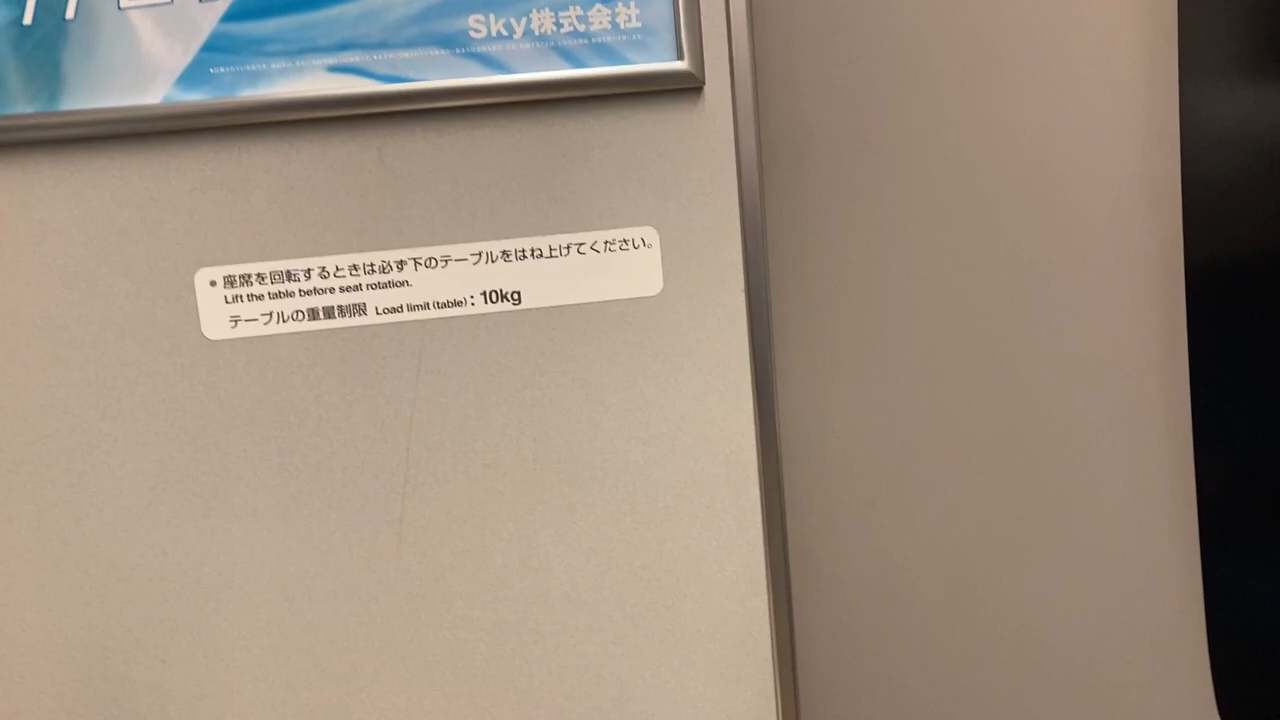 Sky株式会社
● 座席を回転するときは必ず下のテーブルをはね上げてください。
Lift the table before seat rotation.
テーブルの重量制限 Load limit (table) : 10kg